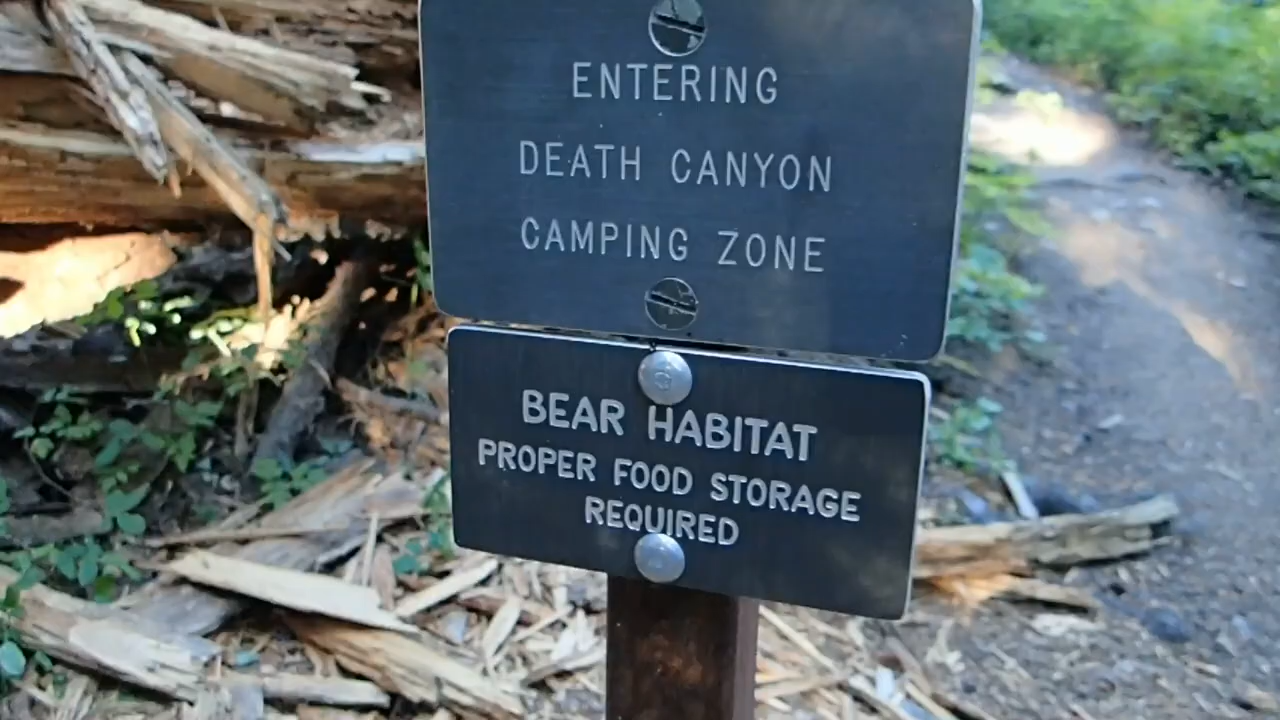 ENTERING
DEATH CANYON
CAMPING ZONE
BEAR HABITAT
PROPER FOOD STORAGE
REQUIRED